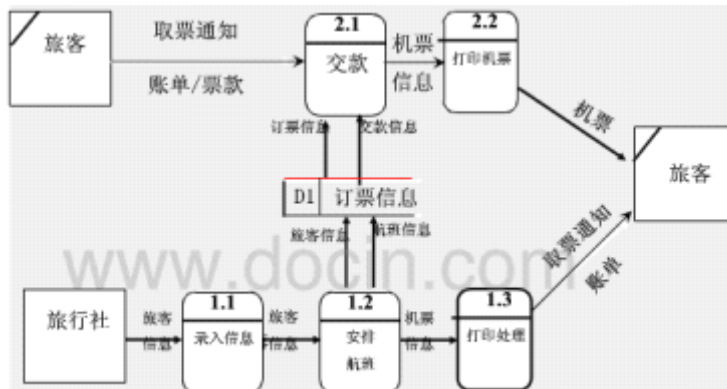 旅客
取票通知
账单/票款
2.1
交款
机票
信息
2.2
打印机票
机票
旅客
订票信息
交款信息
D1 订票信息
旅客信息
航班信息
www.docin.com
取票通知
账单
旅行社
旅客
信息
1.1
录入信息
旅客
信息
1.2
安排
航班
机票
信息
1.3
打印处理